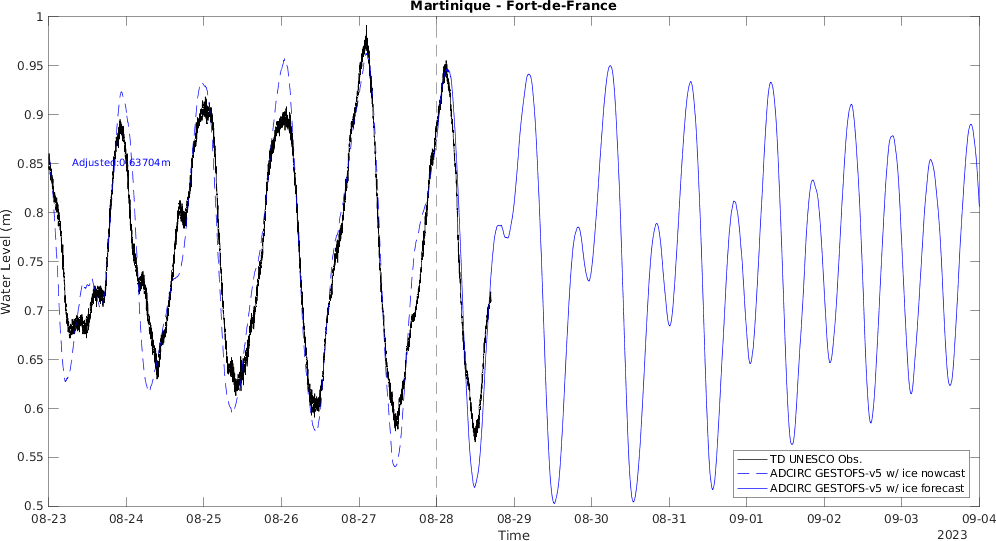 Martinique - Fort-de-France
1
0.95
0.9
0.85
0.8
0.75
0.7
0.65
0.6
0.55
0.5
Water Level (m)
Adjusted:0.63704m
TD UNESCO Obs.
ADCIRC GESTOFS-v5 w/ ice nowcast
ADCIRC GESTOFS-v5 w/ ice forecast
08-23 08-24 08-25 08-26 08-27 08-28 08-29 08-30 08-31 09-01 09-02 09-03 09-04
Time
2023